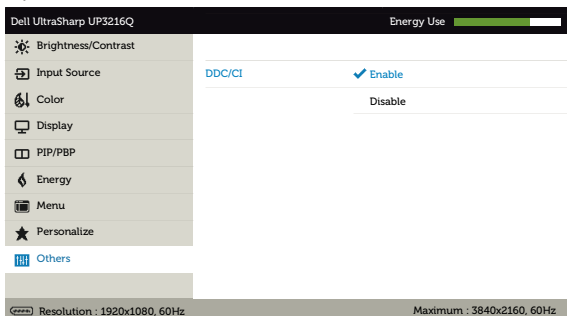 Dell UltraSharp UP3216Q Energy Use
Brightness/Contrast
Input Source DDC/CI Enable
Color Disable
Display
PIP/PBP
Energy
Menu
Personalize
Others
Resolution : 1920x1080, 60Hz Maximum : 3840x2160, 60Hz